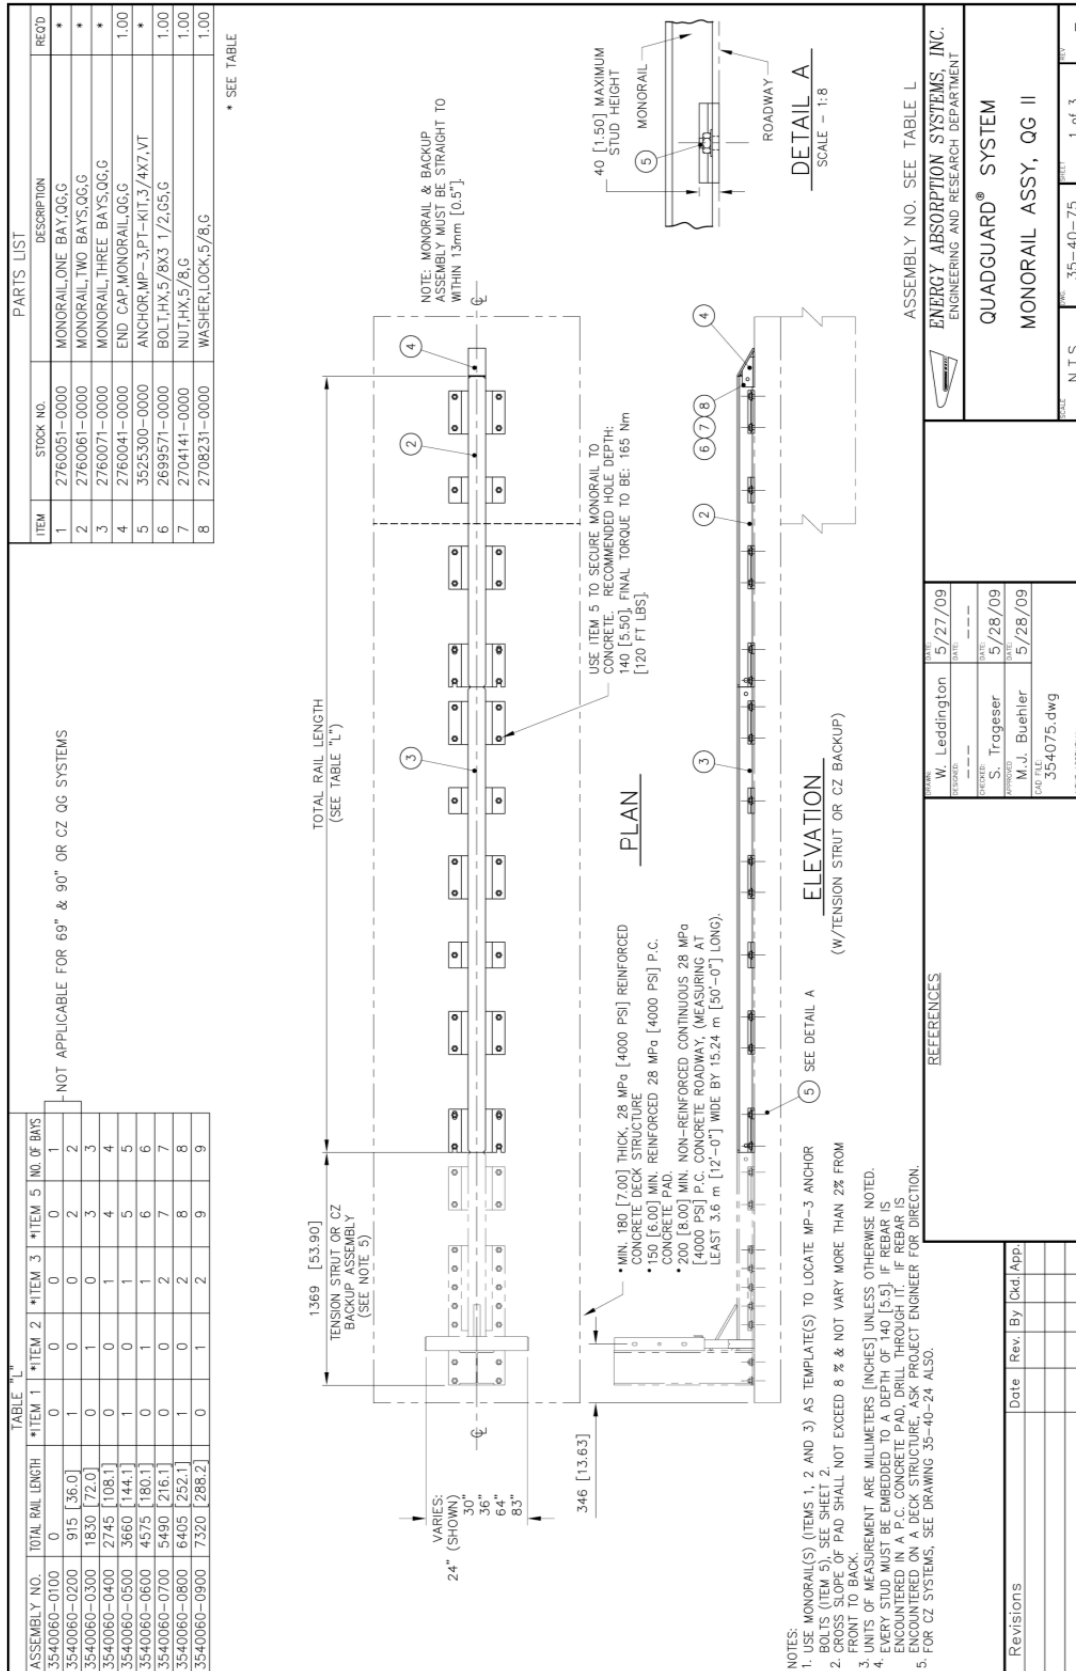 TABLE "L"
ASSEMBLY NO. TOTAL RAIL LENGTH *ITEM 1 *ITEM 2 *ITEM 3 *ITEM 5 NO. OF BAYS
3540060-0100 0 0 0 0 0 1
3540060-0200 915 [36.0] 1 0 0 2 2
3540060-0300 1830 [72.0] 0 1 0 3 3
3540060-0400 2745 [108.1] 0 0 1 4 4
3540060-0500 3660 [144.1] 1 0 1 5 5
3540060-0600 4575 [180.1] 0 1 1 6 6
3540060-0700 5490 [216.1] 0 0 2 7 7
3540060-0800 6405 [252.1] 1 0 2 8 8
3540060-0900 7320 [288.2] 0 1 2 9 9
NOT APPLICABLE FOR 69" & 90" OR CZ QG SYSTEMS
PARTS LIST
ITEM STOCK NO. DESCRIPTION REQ'D
1 2760051-0000 MONORAIL,ONE BAY,QG,G *
2 2760061-0000 MONORAIL,TWO BAYS,QG,G *
3 2760071-0000 MONORAIL,THREE BAYS,QG,G *
4 2760041-0000 END CAP,MONORAIL,QG,G 1.00
5 3525300-0000 ANCHOR,MP-3,PT-KIT,3/4X7,VT *
6 2699571-0000 BOLT,HX,5/8X3 1/2,G5,G 1.00
7 2704141-0000 NUT,HX,5/8,G 1.00
8 2708231-0000 WASHER,LOCK,5/8,G 1.00
* SEE TABLE
1369 [53.90]
TENSION STRUT OR CZ
BACKUP ASSEMBLY
(SEE NOTE 5)
TOTAL RAIL LENGTH
(SEE TABLE "L")
3
2
4
NOTE: MONORAIL & BACKUP
ASSEMBLY MUST BE STRAIGHT TO
WITHIN 13mm [0.5"].
VARIES:
24" (SHOWN)
30"
36"
64"
83"
346 [13.63]
USE ITEM 5 TO SECURE MONORAIL TO
CONCRETE. RECOMMENDED HOLE DEPTH:
140 [5.50]. FINAL TORQUE TO BE: 165 Nm
[120 FT LBS].
PLAN
• MIN. 180 [7.00] THICK, 28 MPa [4000 PSI] REINFORCED
CONCRETE DECK STRUCTURE
• 150 [6.00] MIN. REINFORCED 28 MPa [4000 PSI] P.C.
CONCRETE PAD.
• 200 [8.00] MIN. NON-REINFORCED CONTINUOUS 28 MPa
[4000 PSI] P.C. CONCRETE ROADWAY, (MEASURING AT
LEAST 3.6 m [12'-0"] WIDE BY 15.24 m [50'-0"] LONG).
40 [1.50] MAXIMUM
STUD HEIGHT
5
MONORAIL
ROADWAY
DETAIL A
SCALE - 1:8
3
2
6 7 8
4
5 SEE DETAIL A
ELEVATION
(W/TENSION STRUT OR CZ BACKUP)
NOTES:
1. USE MONORAIL(S) (ITEMS 1, 2 AND 3) AS TEMPLATE(S) TO LOCATE MP-3 ANCHOR
BOLTS (ITEM 5), SEE SHEET 2.
2. CROSS SLOPE OF PAD SHALL NOT EXCEED 8 % & NOT VARY MORE THAN 2% FROM
FRONT TO BACK.
3. UNITS OF MEASUREMENT ARE MILLIMETERS [INCHES] UNLESS OTHERWISE NOTED.
4. EVERY STUD MUST BE EMBEDDED TO A DEPTH OF 140 [5.5]. IF REBAR IS
ENCOUNTERED IN A P.C. CONCRETE PAD, DRILL THROUGH IT. IF REBAR IS
ENCOUNTERED ON A DECK STRUCTURE, ASK PROJECT ENGINEER FOR DIRECTION.
5. FOR CZ SYSTEMS, SEE DRAWING 35-40-24 ALSO.
ASSEMBLY NO. SEE TABLE L
Revisions Date Rev. By Ckd. App.
REFERENCES
DRAWN: W. Leddington DATE: 5/27/09
DESIGNED: ---- DATE: ----
CHECKED: S. Trageser DATE: 5/28/09
APPROVED: M.J. Buehler DATE: 5/28/09
CAD FILE: 354075.dwg
ENERGY ABSORPTION SYSTEMS, INC.
ENGINEERING AND RESEARCH DEPARTMENT
QUADGUARD® SYSTEM
MONORAIL ASSY, QG II
SCALE N.T.S. DWG. 35-40-75 SHEET 1 of 3 REV.